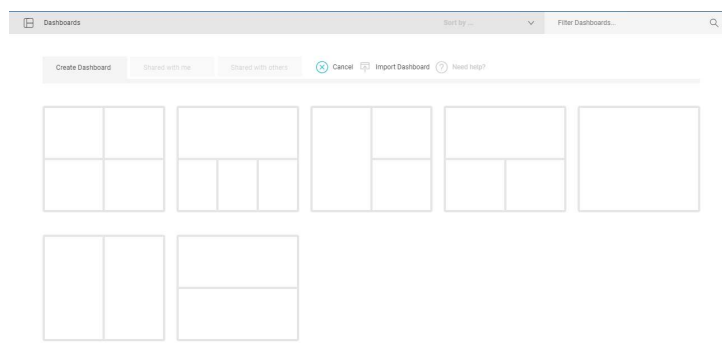 Dashboards Sort by ... Filter Dashboards...
Create Dashboard Shared with me Shared with others Cancel Import Dashboard ? Need help?